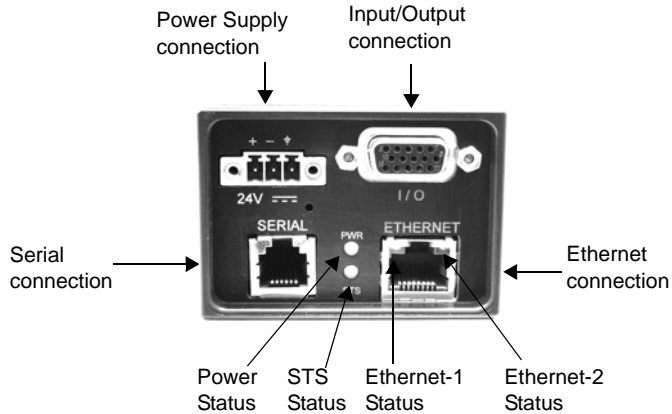 Power Supply
connection
Input/Output
connection
+ − ⏚
24V ⎓
I/O
SERIAL
PWR
ETHERNET
STS
Serial
connection
Ethernet
connection
Power
Status
STS
Status
Ethernet-1
Status
Ethernet-2
Status